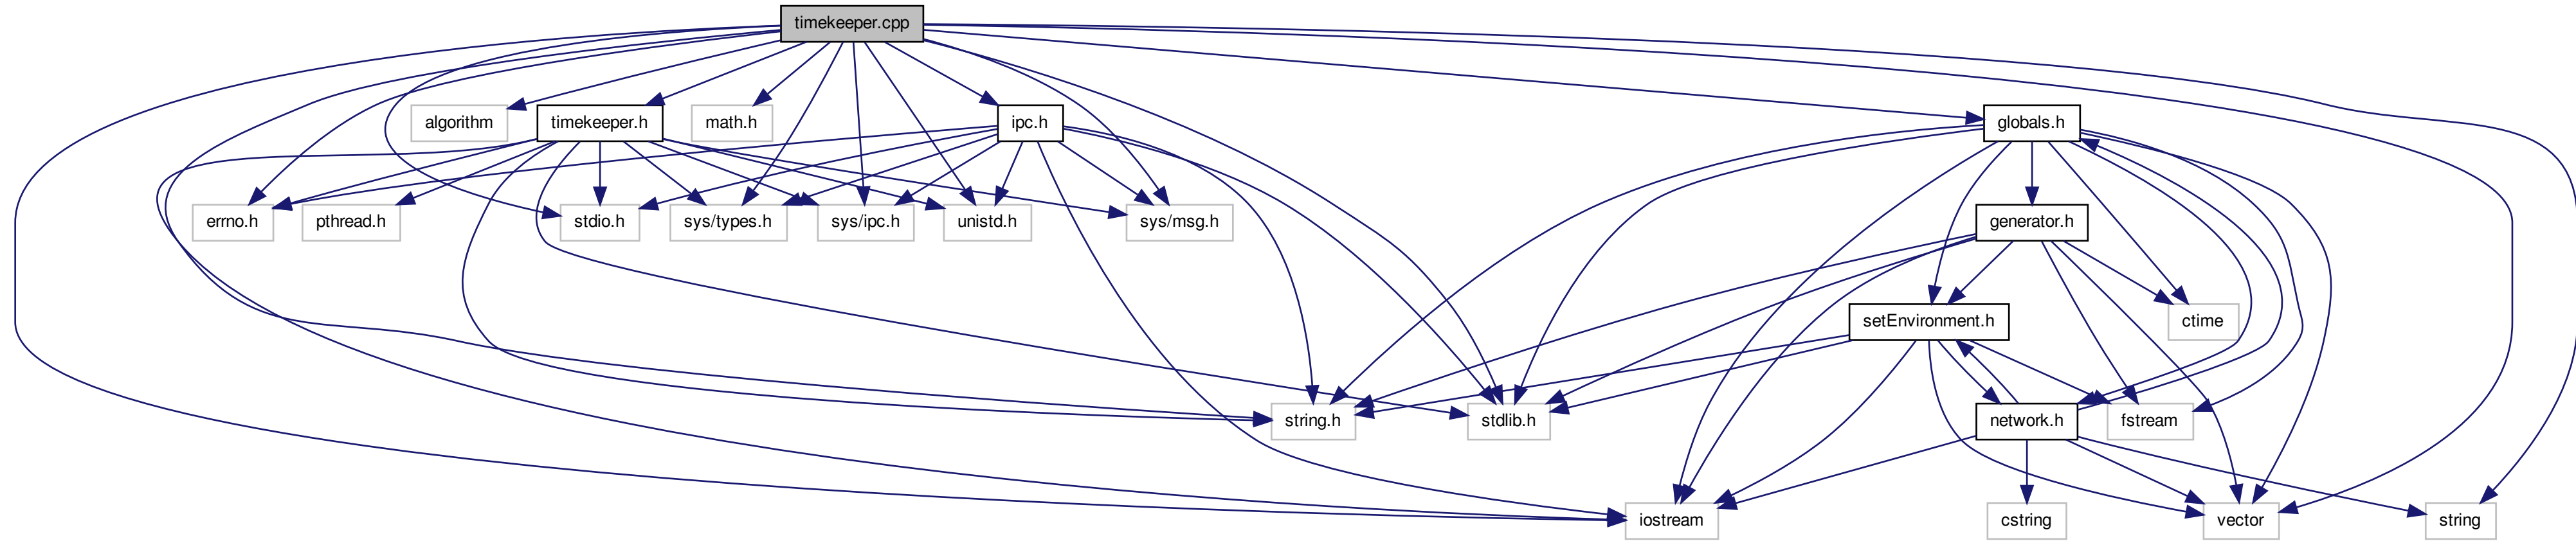 timekeeper.cpp
algorithm
timekeeper.h
math.h
ipc.h
globals.h
errno.h
pthread.h
stdio.h
sys/types.h
sys/ipc.h
unistd.h
sys/msg.h
generator.h
setEnvironment.h
ctime
string.h
stdlib.h
network.h
fstream
iostream
cstring
vector
string